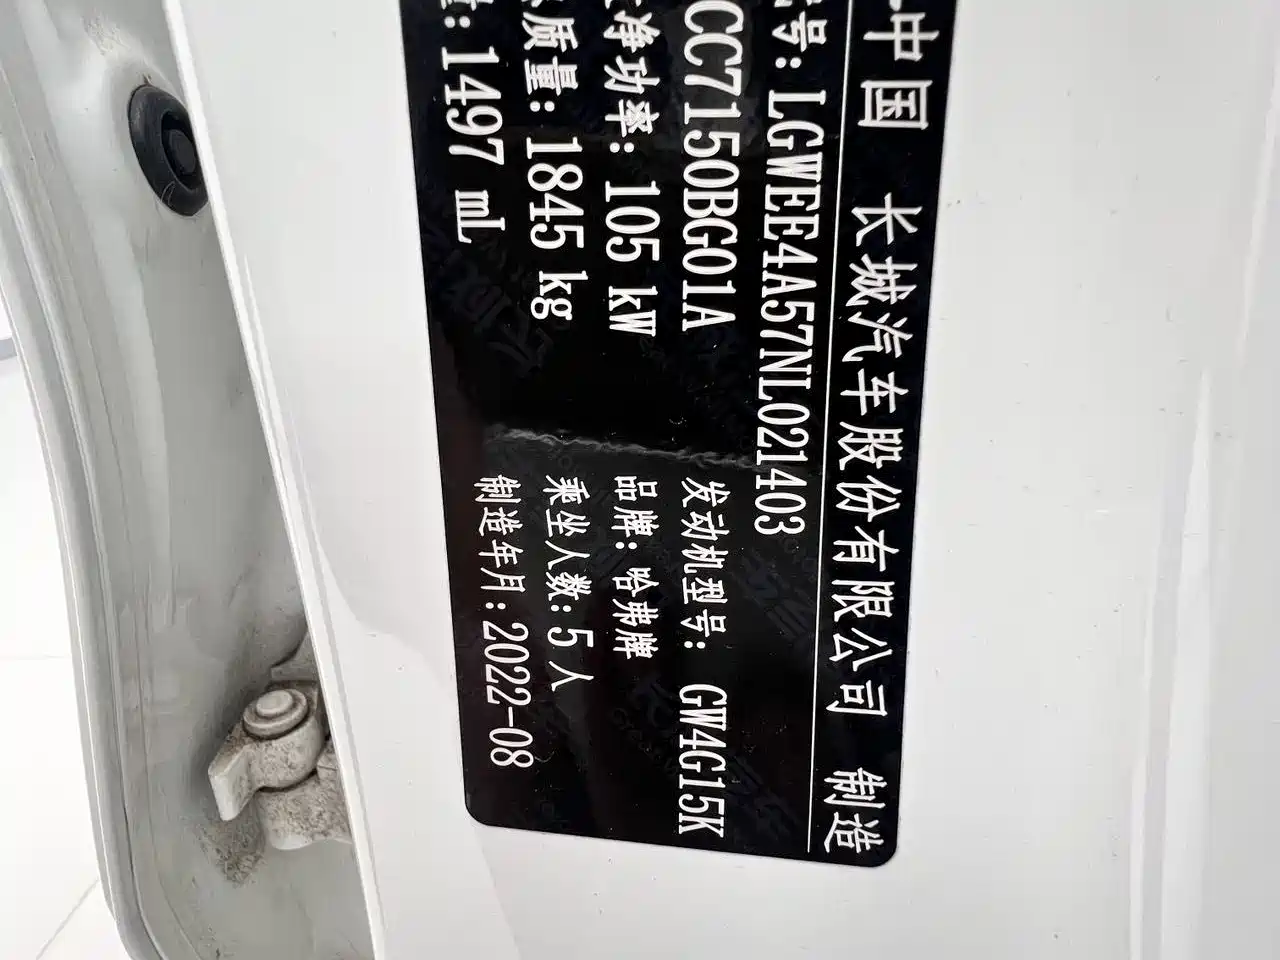 中国 长城汽车股份有限公司 制造
号:LGWEE4A57NL021403
CC7150BG01A 发动机型号: GW4G15K
净功率:105 kW 品牌:哈弗牌
质量:1845 kg 乘坐人数:5人
:1497 mL 制造年月:2022-08